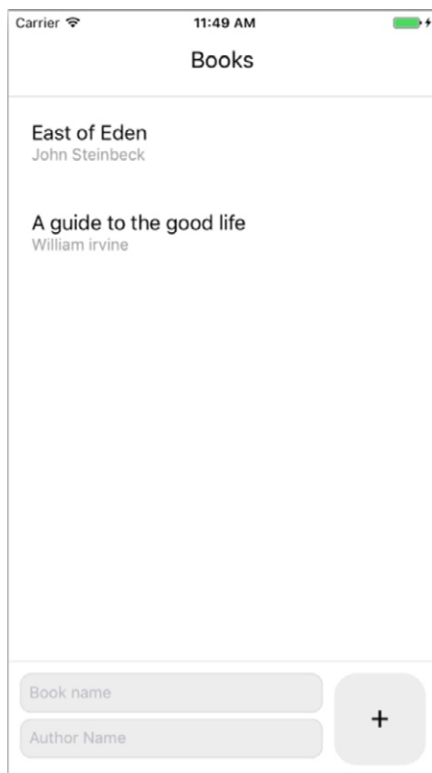 Carrier 11:49 AM
Books
East of Eden
John Steinbeck
A guide to the good life
William irvine
Book name
Author Name
+